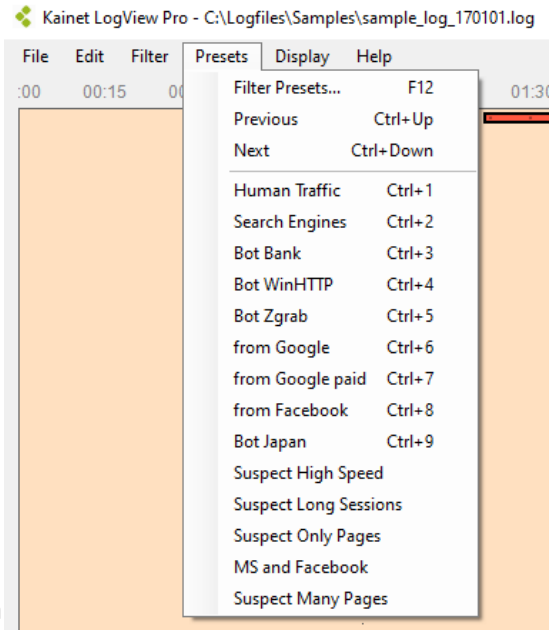 Kainet LogView Pro - C:\Logfiles\Samples\sample_log_170101.log
File Edit Filter Presets Display Help
:00 00:15 00 01:30
Filter Presets... F12
Previous Ctrl+Up
Next Ctrl+Down
Human Traffic Ctrl+1
Search Engines Ctrl+2
Bot Bank Ctrl+3
Bot WinHTTP Ctrl+4
Bot Zgrab Ctrl+5
from Google Ctrl+6
from Google paid Ctrl+7
from Facebook Ctrl+8
Bot Japan Ctrl+9
Suspect High Speed
Suspect Long Sessions
Suspect Only Pages
MS and Facebook
Suspect Many Pages